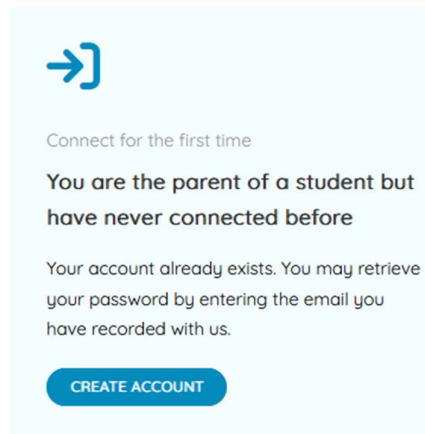 Connect for the first time
You are the parent of a student but
have never connected before
Your account already exists. You may retrieve
your password by entering the email you
have recorded with us.
CREATE ACCOUNT